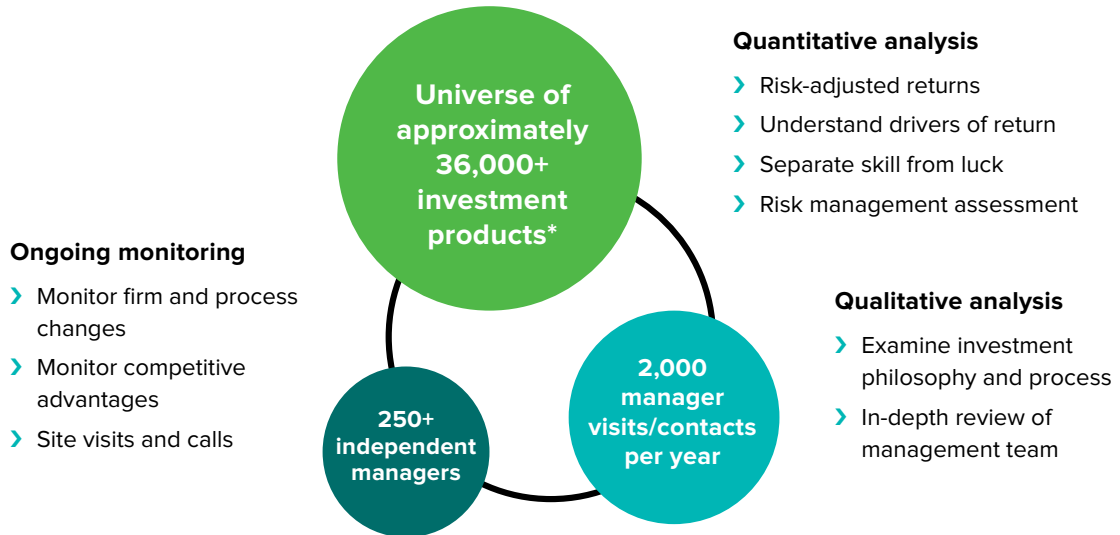 Universe of
approximately
36,000+
investment
products*
Quantitative analysis
❯ Risk-adjusted returns
❯ Understand drivers of return
❯ Separate skill from luck
❯ Risk management assessment
Qualitative analysis
❯ Examine investment
philosophy and process
❯ In-depth review of
management team
2,000
manager
visits/contacts
per year
250+
independent
managers
Ongoing monitoring
❯ Monitor firm and process
changes
❯ Monitor competitive
advantages
❯ Site visits and calls